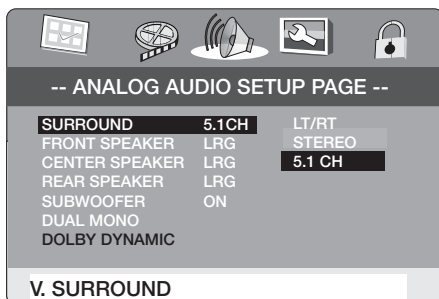 -- ANALOG AUDIO SETUP PAGE --
SURROUND 5.1CH LT/RT
FRONT SPEAKER LRG STEREO
CENTER SPEAKER LRG 5.1 CH
REAR SPEAKER LRG
SUBWOOFER ON
DUAL MONO
DOLBY DYNAMIC
V. SURROUND